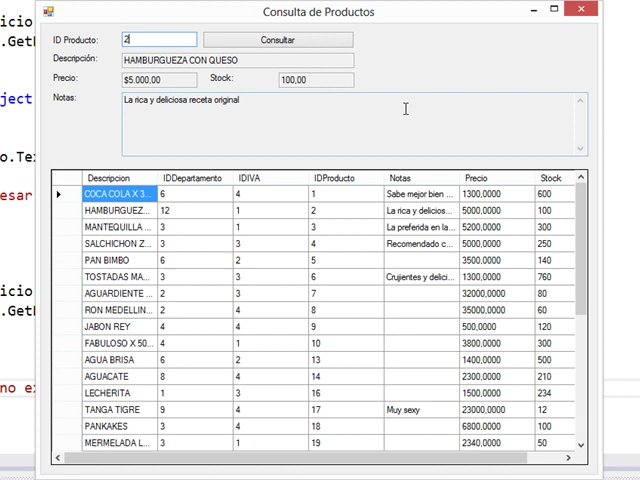 Consulta de Productos
icio
.GetF
ID Producto: 2 Consultar
Descripción: HAMBURGUEZA CON QUESO
Precio: $5.000,00 Stock: 100,00
ject
Notas: La rica y deliciosa receta original
o.Tex
esar
icio
.GetF
no ex
Descripcion IDDepartamento IDIVA IDProducto Notas Precio Stock
COCA COLA X 3... 6 4 1 Sabe mejor bien ... 1300,0000 600
HAMBURGUEZ... 12 1 2 La rica y delicios... 5000,0000 100
MANTEQUILLA ... 3 1 3 La preferida en la... 5200,0000 300
SALCHICHON Z... 3 3 4 Recomendado c... 5000,0000 250
PAN BIMBO 6 2 5 3500,0000 140
TOSTADAS MA... 3 3 6 Crujientes y delici... 1300,0000 760
AGUARDIENTE ... 2 3 7 32000,0000 80
RON MEDELLIN... 2 4 8 35000,0000 60
JABON REY 4 4 9 500,0000 120
FABULOSO X 50... 4 1 10 3800,0000 300
AGUA BRISA 6 2 13 1400,0000 500
AGUACATE 8 4 14 2300,0000 210
LECHERITA 1 3 16 1500,0000 234
TANGA TIGRE 9 4 17 Muy sexy 23000,0000 12
PANKAKES 3 4 18 6800,0000 100
MERMELADA L... 3 1 19 2340,0000 50